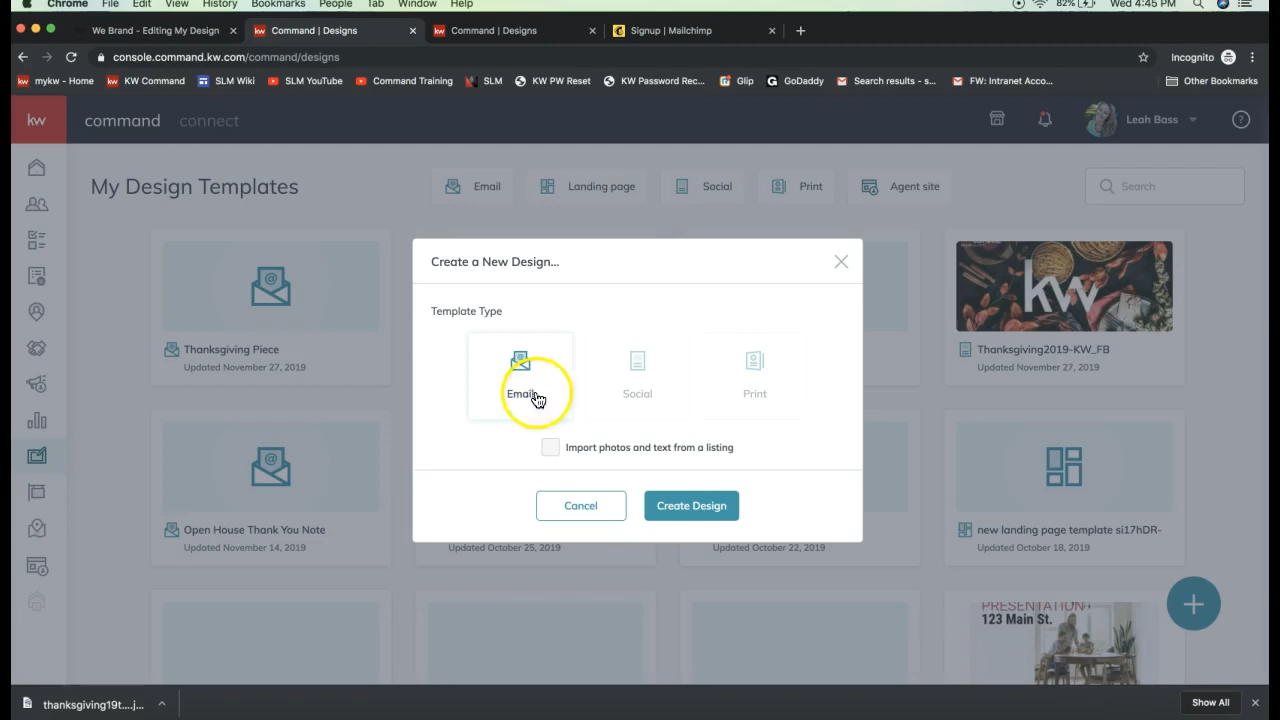 Chrome File Edit View History Bookmarks People Tab Window Help 82% Wed 4:45 PM
We Brand - Editing My Design kw Command | Designs kw Command | Designs Signup | Mailchimp
console.command.kw.com/command/designs Incognito
kw mykw - Home kw KW Command SLM Wiki SLM YouTube Command Training SLM KW PW Reset KW Password Rec... Glip G GoDaddy Search results - s... FW: Intranet Acco... Other Bookmarks
kw command connect Leah Bass ?
My Design Templates Email Landing page Social Print Agent site Search
Create a New Design...
Template Type
Email Social Print
Import photos and text from a listing
Cancel Create Design
@ kw
Thanksgiving Piece Thanksgiving2019-KW_FB
Updated November 27, 2019 Updated November 27, 2019
@
Open House Thank You Note new landing page template si17hDR-
Updated November 14, 2019 Updated October 25, 2019 Updated October 22, 2019 Updated October 18, 2019
PRESENTATION
123 Main St.
thanksgiving19t....j... Show All